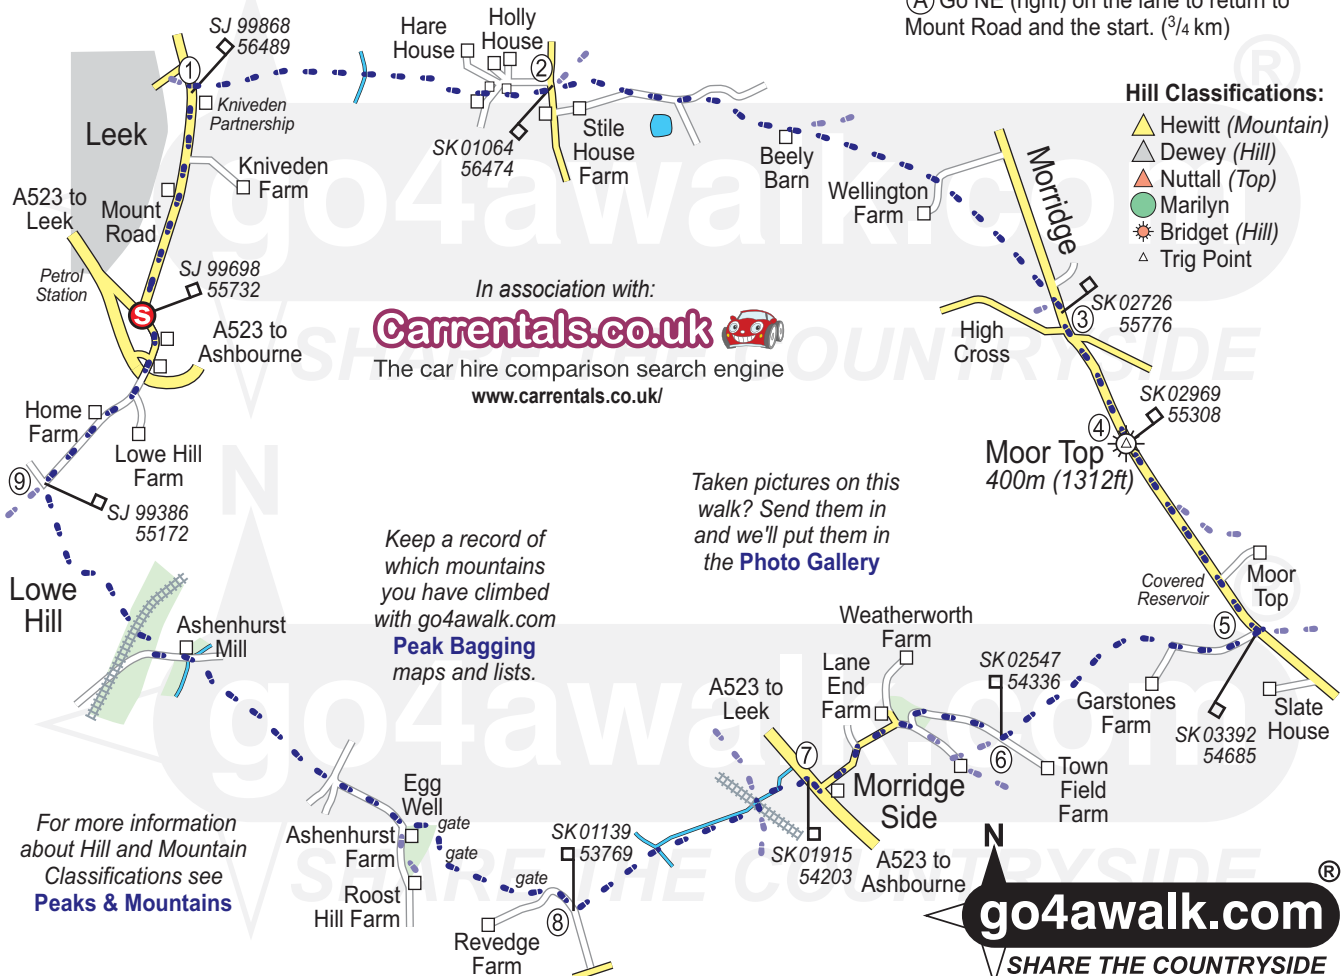 Ⓐ Go NE (right) on the lane to return to
Mount Road and the start. (3/4 km)
Hill Classifications:
Hewitt (Mountain)
Dewey (Hill)
Nuttall (Top)
Marilyn
Bridget (Hill)
Trig Point
SJ 99868
56489
1
Kniveden
Partnership
Leek
Kniveden
Farm
A523 to
Leek
Mount
Road
Petrol
Station
SJ 99698
55732
S
A523 to
Ashbourne
Hare
House
Holly
House
2
SK 01064
56474
Stile
House
Farm
Beely
Barn
Wellington
Farm
Morridge
SK 02726
55776
3
High
Cross
SK 02969
55308
4
Moor Top
400m (1312ft)
In association with:
Carrentals.co.uk
The car hire comparison search engine
www.carrentals.co.uk/
Home
Farm
Lowe Hill
Farm
9
SJ 99386
55172
Lowe
Hill
Ashenhurst
Mill
Keep a record of
which mountains
you have climbed
with go4awalk.com
Peak Bagging
maps and lists.
Taken pictures on this
walk? Send them in
and we'll put them in
the Photo Gallery
Covered
Reservoir
Moor
Top
5
Weatherworth
Farm
Lane
End
Farm
SK 02547
54336
Garstones
Farm
SK 03392
54685
Slate
House
A523 to
Leek
7
6
Town
Field
Farm
Morridge
Side
SK 01915
54203
A523 to
Ashbourne
Egg
Well
gate
gate
gate
Ashenhurst
Farm
Roost
Hill Farm
SK 01139
53769
8
Revedge
Farm
For more information
about Hill and Mountain
Classifications see
Peaks & Mountains
N
®
go4awalk.com
SHARE THE COUNTRYSIDE
go4awalk.com
SHARE THE COUNTRYSIDE
®
N
go4awalk.com
SHARE THE COUNTRYSIDE
®